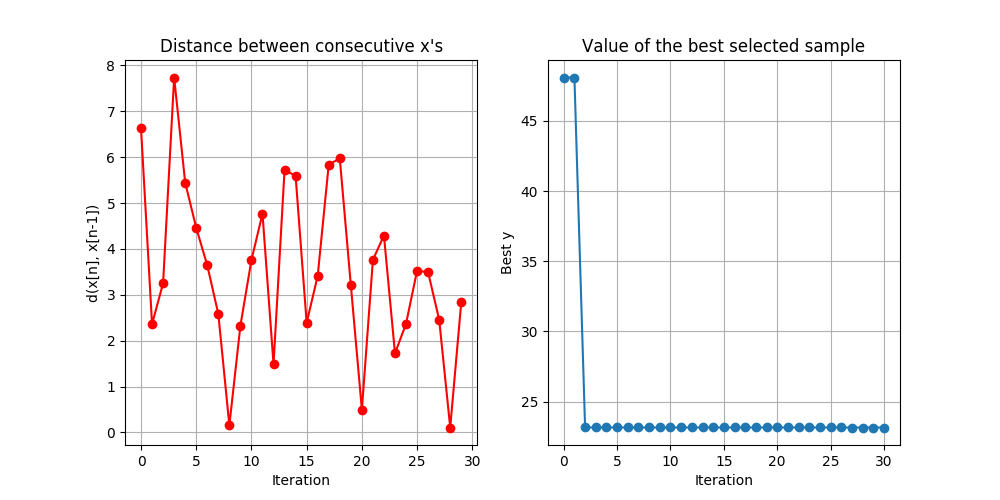 Distance between consecutive x's
d(x[n], x[n-1])
8
7
6
5
4
3
2
1
0
0 5 10 15 20 25 30
Iteration
Value of the best selected sample
Best y
45
40
35
30
25
0 5 10 15 20 25 30
Iteration